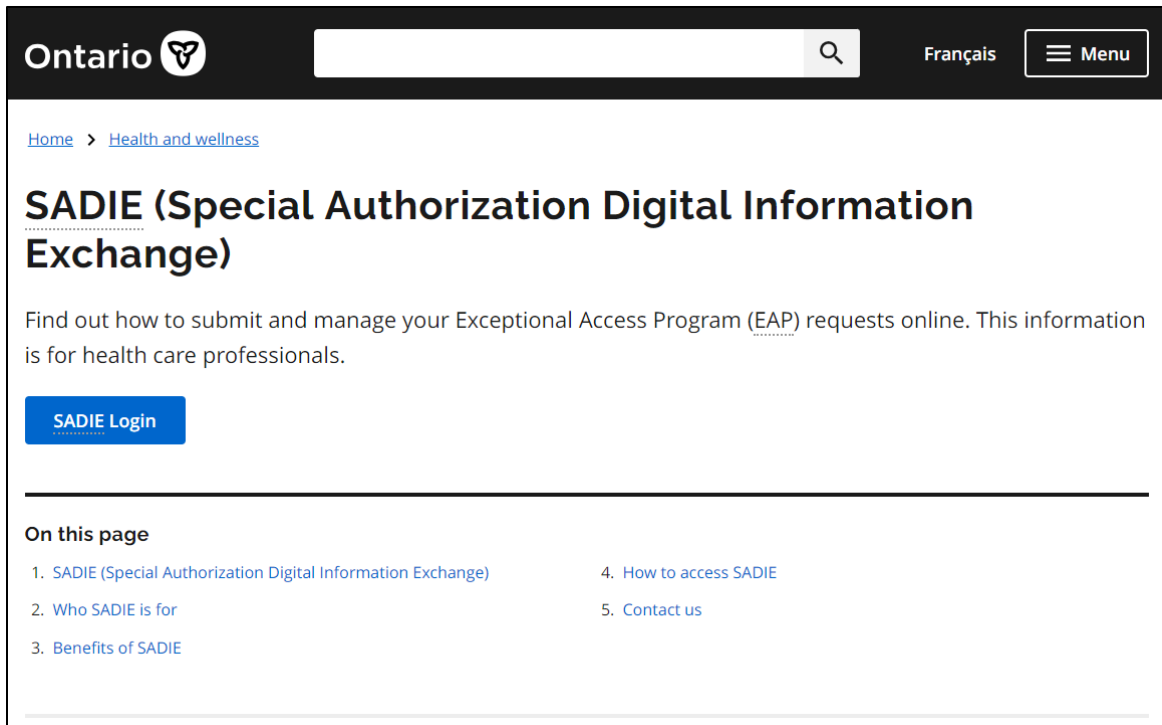 Ontario
Français
Menu
Home > Health and wellness
SADIE (Special Authorization Digital Information
Exchange)
Find out how to submit and manage your Exceptional Access Program (EAP) requests online. This information
is for health care professionals.
SADIE Login
On this page
1. SADIE (Special Authorization Digital Information Exchange)
2. Who SADIE is for
3. Benefits of SADIE
4. How to access SADIE
5. Contact us